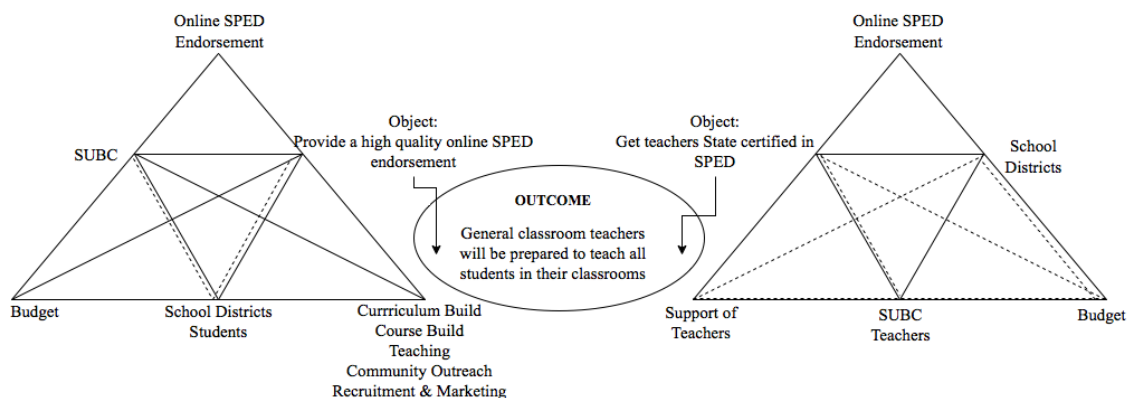 Online SPED
Endorsement
SUBC
Object:
Provide a high quality online SPED
endorsement
Budget
School Districts
Students
Currriculum Build
Course Build
Teaching
Community Outreach
Recruitment & Marketing
OUTCOME
General classroom teachers
will be prepared to teach all
students in their classrooms
Online SPED
Endorsement
Object:
Get teachers State certified in
SPED
School
Districts
Support of
Teachers
SUBC
Teachers
Budget